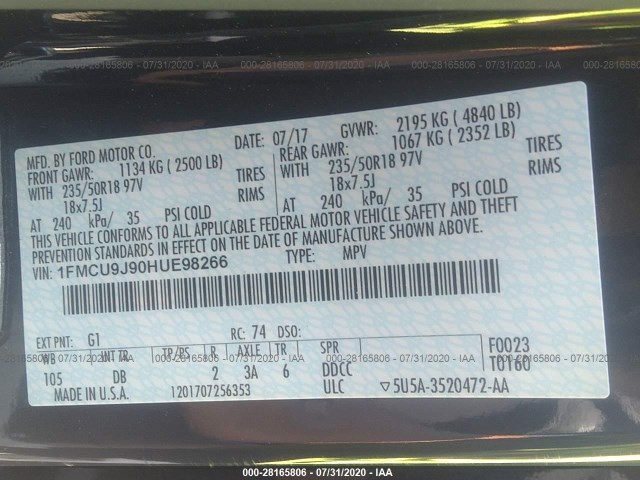 000-28165806 - 07/31/2020 - IAA
MFD. BY FORD MOTOR CO.
DATE: 07/17
GVWR: 2195 KG ( 4840 LB)
FRONT GAWR: 1134 KG ( 2500 LB)
REAR GAWR: 1067 KG ( 2352 LB)
WITH 235/50R18 97V TIRES
WITH 235/50R18 97V TIRES
18x7.5J RIMS
18x7.5J RIMS
AT 240 kPa/ 35 PSI COLD
AT 240 kPa/ 35 PSI COLD
THIS VEHICLE CONFORMS TO ALL APPLICABLE FEDERAL MOTOR VEHICLE SAFETY AND THEFT
PREVENTION STANDARDS IN EFFECT ON THE DATE OF MANUFACTURE SHOWN ABOVE.
VIN: 1FMCU9J90HUE98266
TYPE: MPV
EXT PNT: G1 RC: 74 DSO:
WB INT TR TP/PS R AXLE TR SPR F0023
105 DB 2 3A 6 DDCC T0160
MADE IN U.S.A. 1201707256353 ULC ▽5U5A-3520472-AA
000-28165806 - 07/31/2020 - IAA